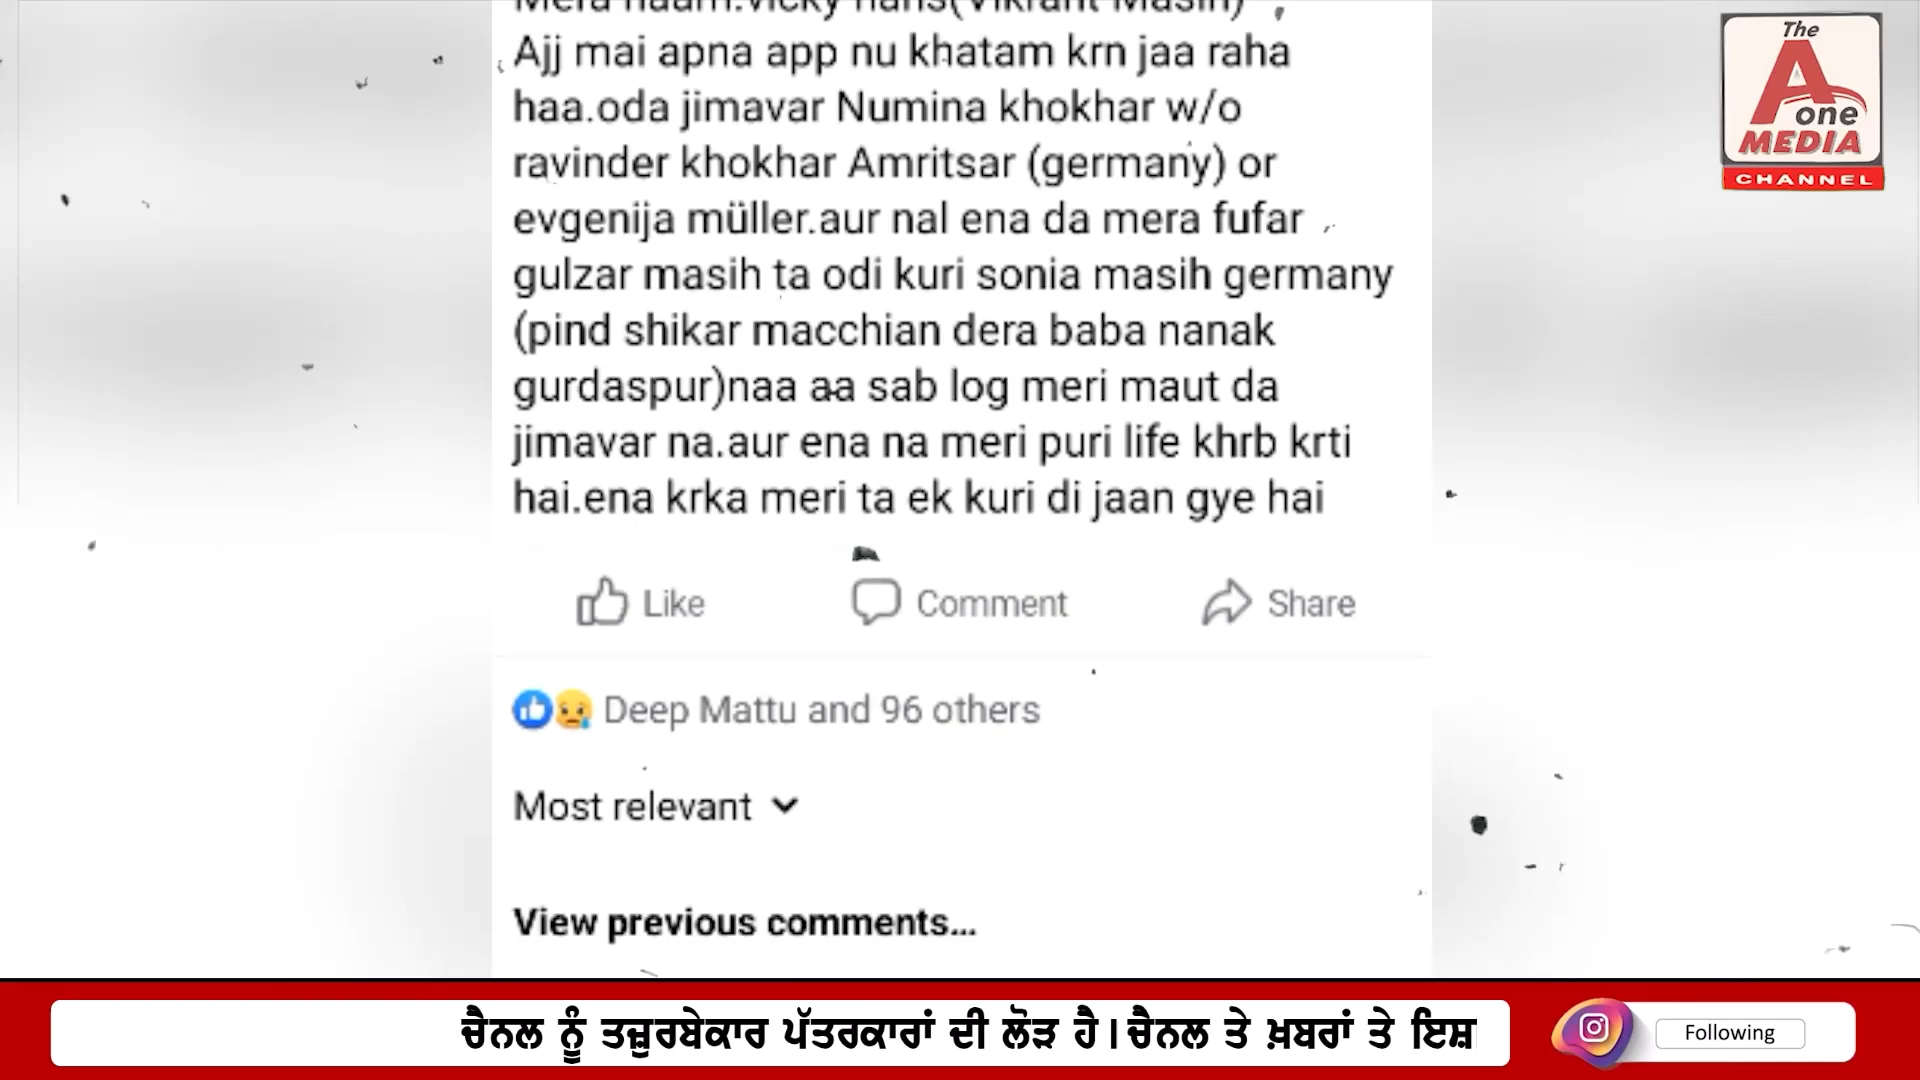 Mera naam.vicky hans(Vikrant Masih)
Ajj mai apna app nu khatam krn jaa raha
haa.oda jimavar Numina khokhar w/o
ravinder khokhar Amritsar (germany) or
evgenija müller.aur nal ena da mera fufar
gulzar masih ta odi kuri sonia masih germany
(pind shikar macchian dera baba nanak
gurdaspur)naa aa sab log meri maut da
jimavar na.aur ena na meri puri life khrb krti
hai.ena krka meri ta ek kuri di jaan gye hai
Like Comment Share
Deep Mattu and 96 others
Most relevant
View previous comments...
The
A
one
MEDIA
CHANNEL
ਚੈਨਲ ਨੂੰ ਤਜ਼ੁਰਬੇਕਾਰ ਪੱਤਰਕਾਰਾਂ ਦੀ ਲੋੜ ਹੈ।ਚੈਨਲ ਤੇ ਖ਼ਬਰਾਂ ਤੇ ਇਸ਼
Following